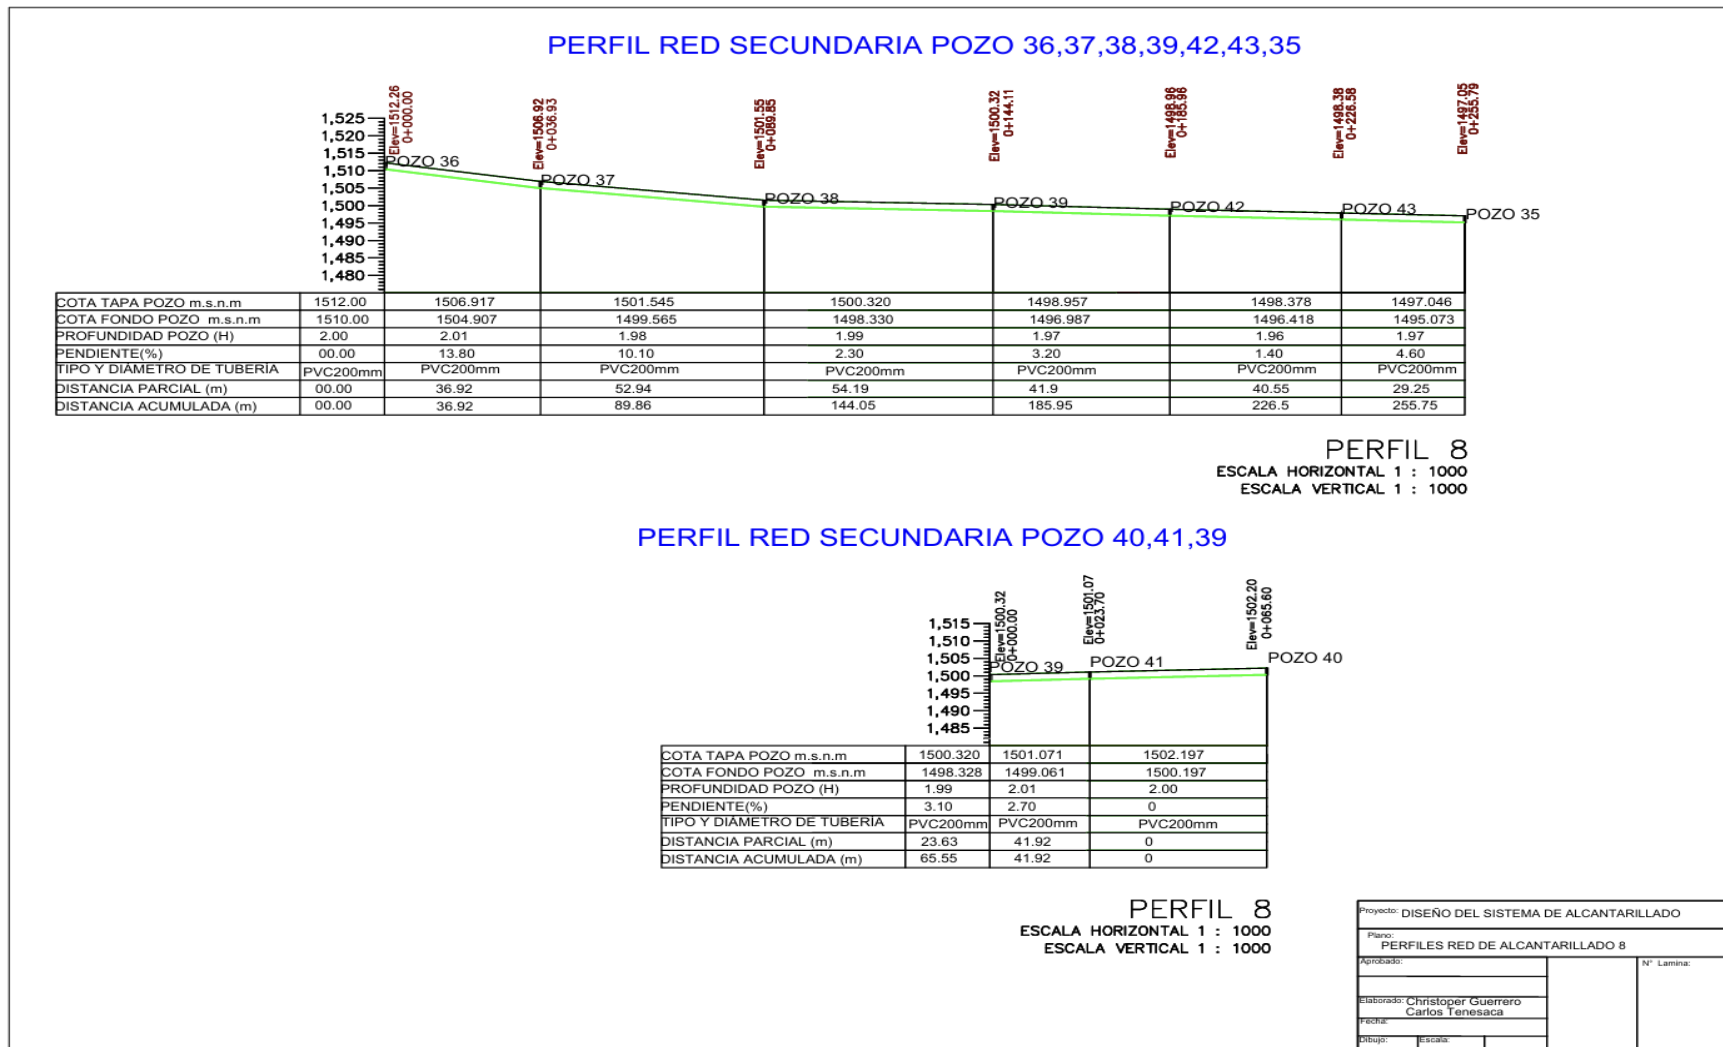 PERFIL RED SECUNDARIA POZO 36,37,38,39,42,43,35
Elev=1512.26
0+000.00
Elev=1506.92
0+036.93
Elev=1501.55
0+089.85
Elev=1500.32
0+144.11
Elev=1498.96
0+185.96
Elev=1498.38
0+226.58
Elev=1497.05
0+255.79
1,525
1,520
1,515
1,510
1,505
1,500
1,495
1,490
1,485
1,480
POZO 36
POZO 37
POZO 38
POZO 39
POZO 42
POZO 43
POZO 35
COTA TAPA POZO m.s.n.m 1512.00 1506.917 1501.545 1500.320 1498.957 1498.378 1497.046
COTA FONDO POZO m.s.n.m 1510.00 1504.907 1499.565 1498.330 1496.987 1496.418 1495.073
PROFUNDIDAD POZO (H) 2.00 2.01 1.98 1.99 1.97 1.96 1.97
PENDIENTE(%) 00.00 13.80 10.10 2.30 3.20 1.40 4.60
TIPO Y DIÁMETRO DE TUBERÍA PVC200mm PVC200mm PVC200mm PVC200mm PVC200mm PVC200mm PVC200mm
DISTANCIA PARCIAL (m) 00.00 36.92 52.94 54.19 41.9 40.55 29.25
DISTANCIA ACUMULADA (m) 00.00 36.92 89.86 144.05 185.95 226.5 255.75
PERFIL 8
ESCALA HORIZONTAL 1 : 1000
ESCALA VERTICAL 1 : 1000
PERFIL RED SECUNDARIA POZO 40,41,39
Elev=1500.32
0+000.00
Elev=1501.07
0+023.70
Elev=1502.20
0+065.60
1,515
1,510
1,505
1,500
1,495
1,490
1,485
POZO 39
POZO 41
POZO 40
COTA TAPA POZO m.s.n.m 1500.320 1501.071 1502.197
COTA FONDO POZO m.s.n.m 1498.328 1499.061 1500.197
PROFUNDIDAD POZO (H) 1.99 2.01 2.00
PENDIENTE(%) 3.10 2.70 0
TIPO Y DIÁMETRO DE TUBERÍA PVC200mm PVC200mm PVC200mm
DISTANCIA PARCIAL (m) 23.63 41.92 0
DISTANCIA ACUMULADA (m) 65.55 41.92 0
PERFIL 8
ESCALA HORIZONTAL 1 : 1000
ESCALA VERTICAL 1 : 1000
Proyecto: DISEÑO DEL SISTEMA DE ALCANTARILLADO
Plano:
PERFILES RED DE ALCANTARILLADO 8
Aprobado:
N° Lamina:
Elaborado: Christoper Guerrero
Carlos Tenesaca
Fecha:
Dibujo: Escala: